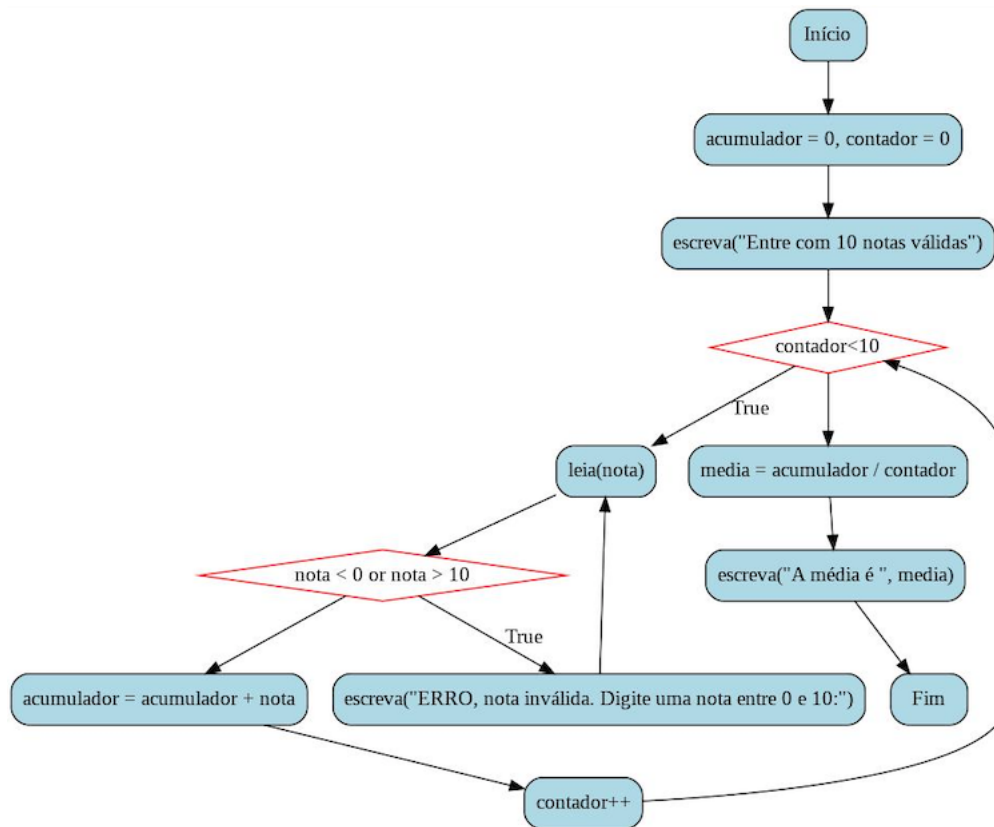 Início
acumulador = 0, contador = 0
escreva("Entre com 10 notas válidas")
contador<10
True
leia(nota)
media = acumulador / contador
nota < 0 or nota > 10
escreva("A média é ", media)
True
acumulador = acumulador + nota
escreva("ERRO, nota inválida. Digite uma nota entre 0 e 10:")
Fim
contador++